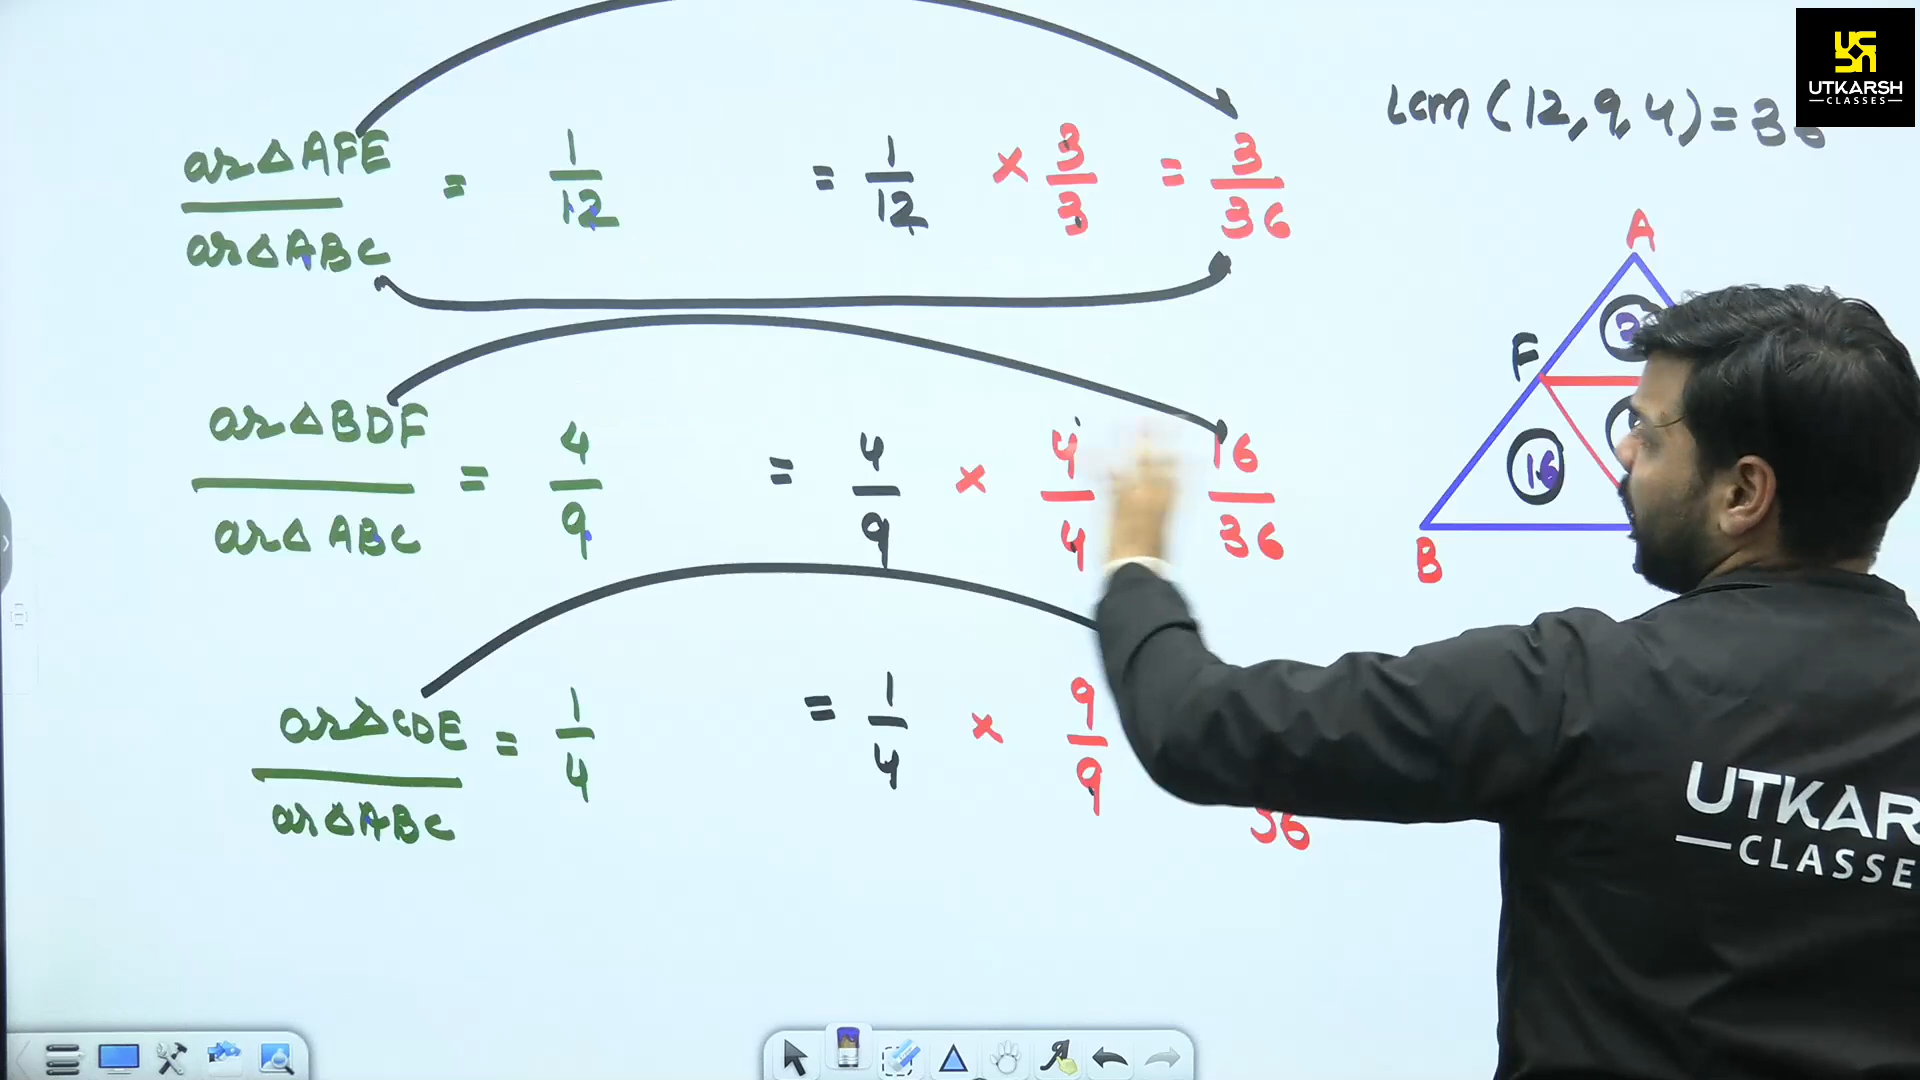 UTKARSH
CLASSES
Lcm (12, 9, 4) = 36
ar △ AFE / ar △ ABC = 1/12 = 1/12 × 3/3 = 3/36
A
F
16
B
ar △ BDF / ar △ ABC = 4/9 = 4/9 × 4/4 16/36
ar △ CDE / ar △ ABC = 1/4 = 1/4 × 9/9 36
UTKAR
CLASSE